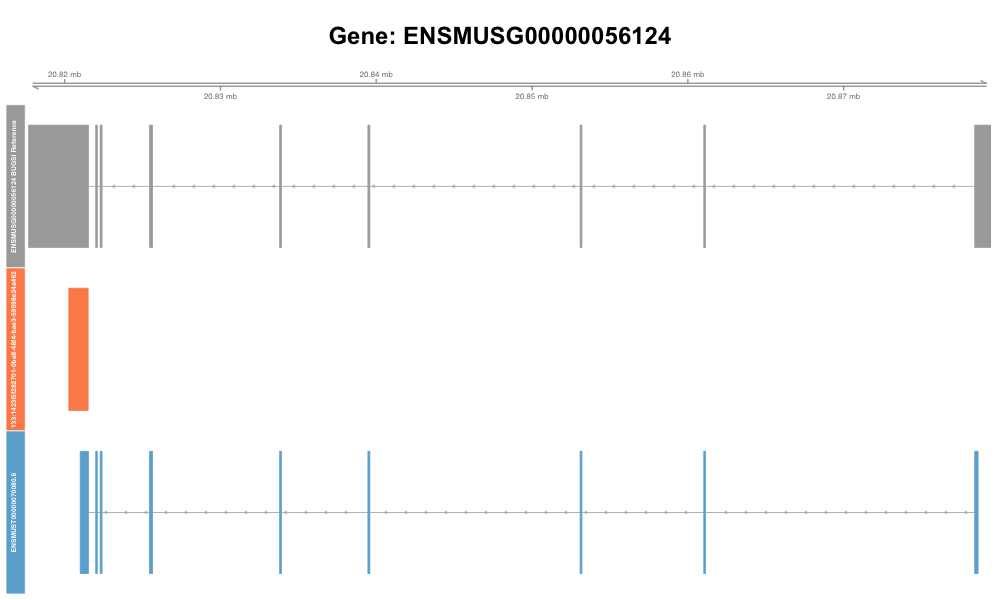 Gene: ENSMUSG00000056124
20.82 mb
20.84 mb
20.86 mb
20.83 mb
20.85 mb
20.87 mb
ENSMUSG00000056124 BUGSI Reference
ENSMUST00000070080.6